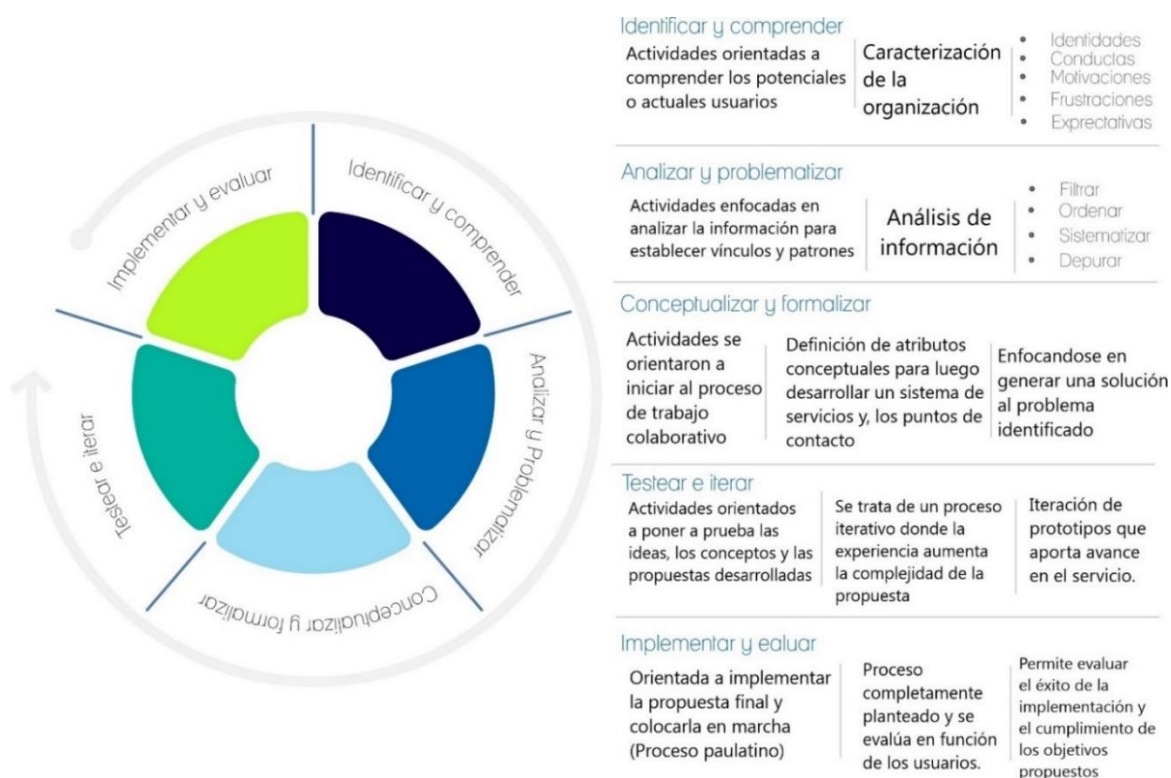 Implementar y evaluar
Identificar y comprender
Analizar y Problematizar
Conceptualizar y formalizar
Testear e iterar
Identificar y comprender
Actividades orientadas a
comprender los potenciales
o actuales usuarios
Caracterización
de la
organización
• Identidades
• Conductas
• Motivaciones
• Frustraciones
• Exprectativas
Analizar y problematizar
Actividades enfocadas en
analizar la información para
establecer vínculos y patrones
Análisis de
información
• Filtrar
• Ordenar
• Sistematizar
• Depurar
Conceptualizar y formalizar
Actividades se
orientaron a
iniciar al proceso
de trabajo
colaborativo
Definición de atributos
conceptuales para luego
desarrollar un sistema de
servicios y, los puntos de
contacto
Enfocandose en
generar una solución
al problema
identificado
Testear e iterar
Actividades orientados
a poner a prueba las
ideas, los conceptos y las
propuestas desarrolladas
Se trata de un proceso
iterativo donde la
experiencia aumenta
la complejidad de la
propuesta
Iteración de
prototipos que
aporta avance
en el servicio.
Implementar y ealuar
Orientada a implementar
la propuesta final y
colocarla en marcha
(Proceso paulatino)
Proceso
completamente
planteado y se
evalúa en función
de los usuarios.
Permite evaluar
el éxito de la
implementación y
el cumplimiento de
los objetivos
propuestos